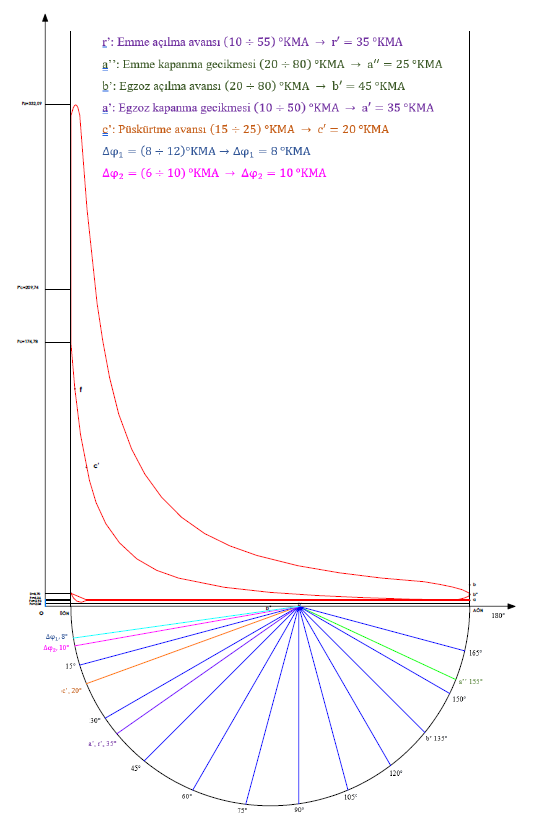 r’: Emme açılma avansı (10 ÷ 55) °KMA → r′ = 35 °KMA
a’’: Emme kapanma gecikmesi (20 ÷ 80) °KMA → a′′ = 25 °KMA
b’: Egzoz açılma avansı (20 ÷ 80) °KMA → b′ = 45 °KMA
a’: Egzoz kapanma gecikmesi (10 ÷ 50) °KMA → a′ = 35 °KMA
c’: Püskürtme avansı (15 ÷ 25) °KMA → c′ = 20 °KMA
Δφ₁ = (8 ÷ 12)°KMA → Δφ₁ = 8 °KMA
Δφ₂ = (6 ÷ 10) °KMA → Δφ₂ = 10 °KMA
f
c'
b
b"
a
O
ÜÖN
AÖN
180°
Δφ₁, 8°
Δφ₂, 10°
15°
c', 20°
30°
a', r', 35°
45°
60°
75°
90°
105°
120°
b' 135°
150°
a'' 155°
165°